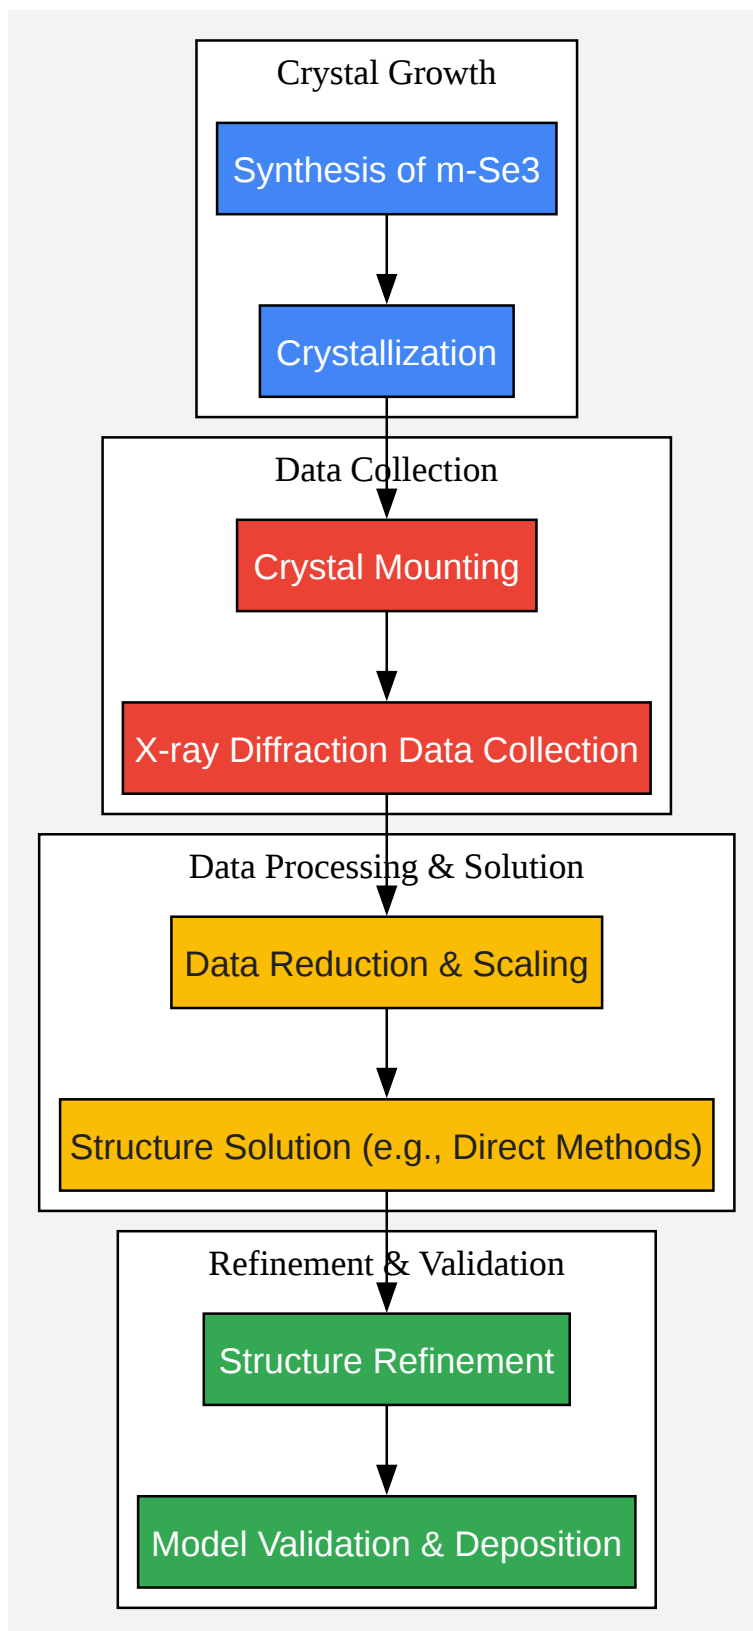 Crystal Growth
Synthesis of m-Se3
Crystallization
Data Collection
Crystal Mounting
X-ray Diffraction Data Collection
Data Processing & Solution
Data Reduction & Scaling
Structure Solution (e.g., Direct Methods)
Refinement & Validation
Structure Refinement
Model Validation & Deposition